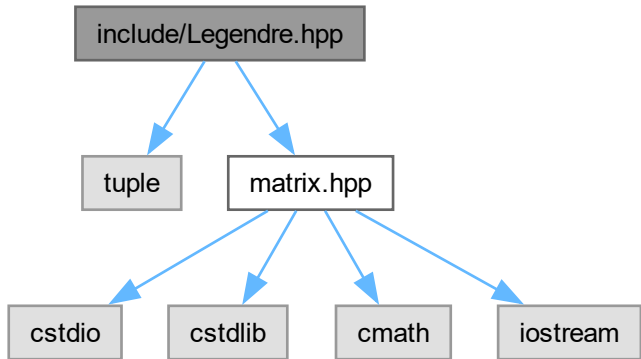 include/Legendre.hpp
tuple
matrix.hpp
cstdio
cstdlib
cmath
iostream